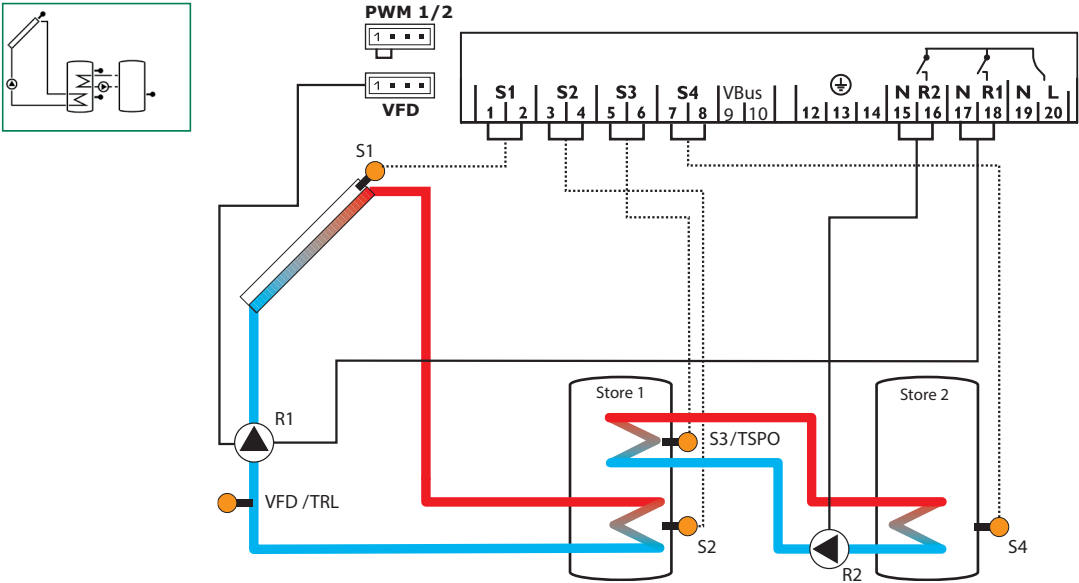 PWM 1/2
1
1
VFD
S1 S2 S3 S4 VBus N R2 N R1 N L
1 2 3 4 5 6 7 8 9 10 12 13 14 15 16 17 18 19 20
S1
R1
VFD /TRL
Store 1
Store 2
S3/TSPO
S2
S4
R2